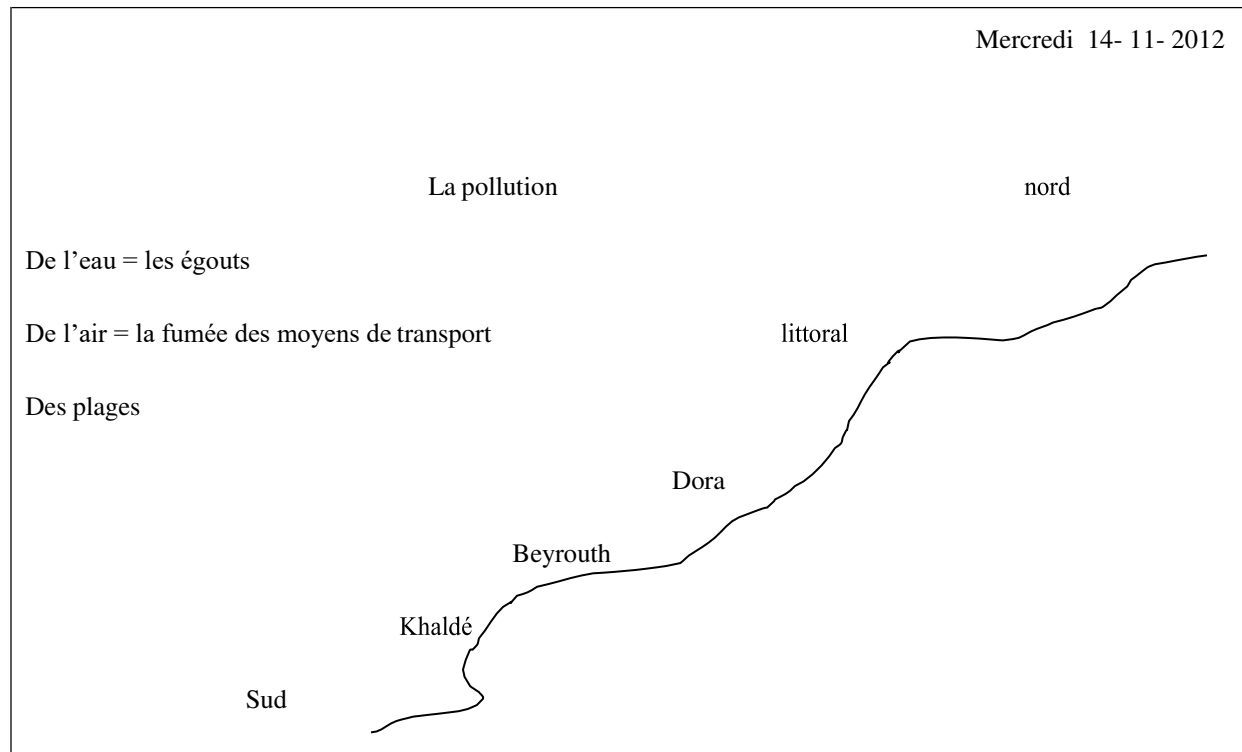 Mercredi 14- 11- 2012
La pollution nord
De l’eau = les égouts
De l’air = la fumée des moyens de transport littoral
Des plages
Dora
Beyrouth
Khaldé
Sud